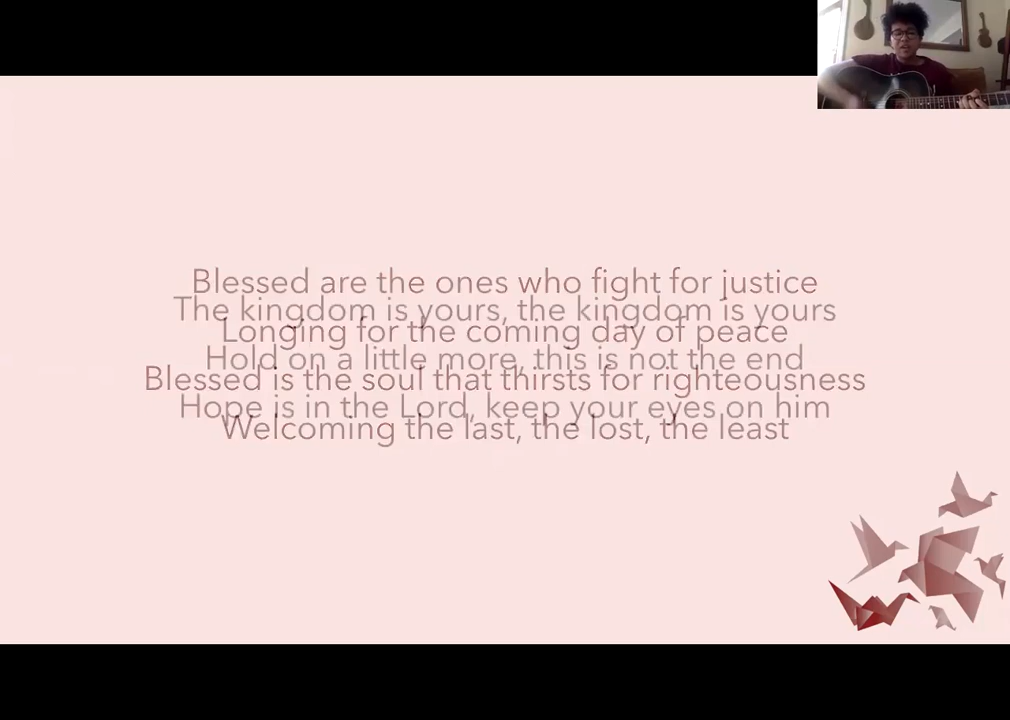 Blessed are the ones who fight for justice
The kingdom is yours, the kingdom is yours
Longing for the coming day of peace
Hold on a little more, this is not the end
Blessed is the soul that thirsts for righteousness
Hope is in the Lord, keep your eyes on him
Welcoming the last, the lost, the least